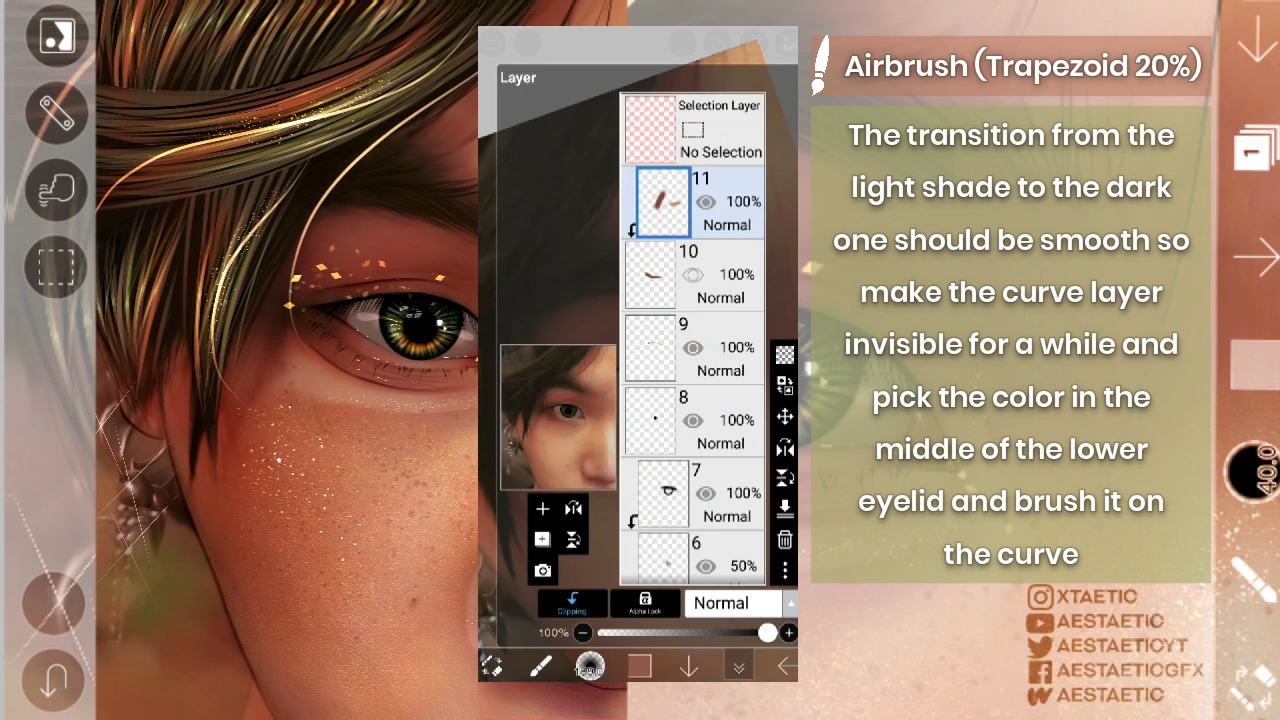 Layer
Selection Layer
No Selection
11
100%
Normal
10
100%
Normal
9
100%
Normal
8
100%
Normal
7
100%
Normal
6
50%
Clipping
Alpha Lock
Normal
100%
Airbrush (Trapezoid 20%)
The transition from the
light shade to the dark
one should be smooth so
make the curve layer
invisible for a while and
pick the color in the
middle of the lower
eyelid and brush it on
the curve
XTAETIC
AESTAETIC
AESTAETICYT
AESTAETICGFX
AESTAETIC
1
40.0